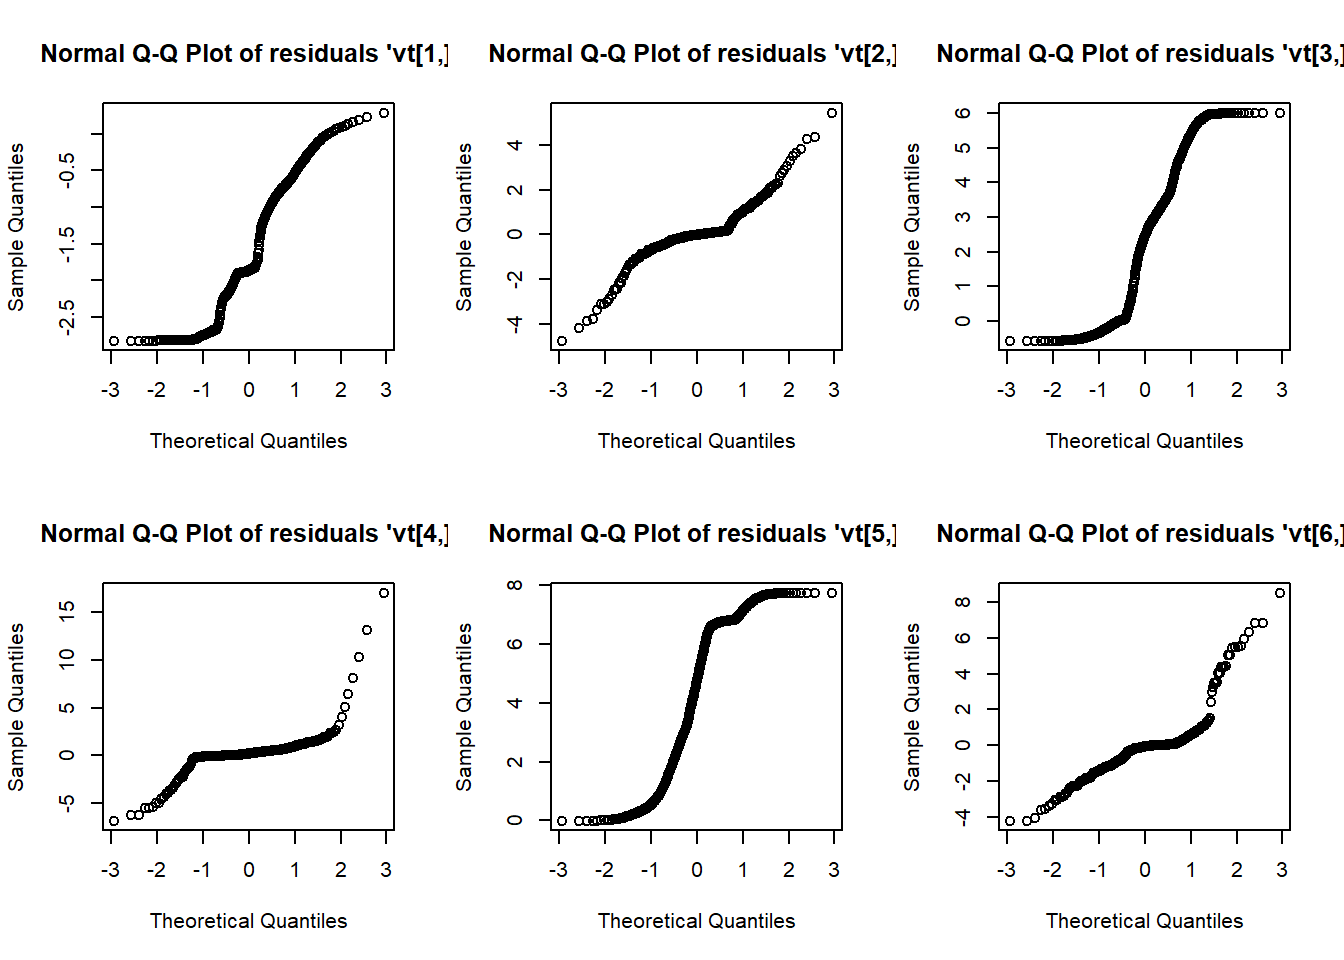 Normal Q-Q Plot of residuals 'vt[1,]
Sample Quantiles
-0.5
-1.5
-2.5
-3 -2 -1 0 1 2 3
Theoretical Quantiles
Normal Q-Q Plot of residuals 'vt[2,]
Sample Quantiles
4
2
0
-2
-4
-3 -2 -1 0 1 2 3
Theoretical Quantiles
Normal Q-Q Plot of residuals 'vt[3,]
Sample Quantiles
6
5
4
3
2
1
0
-3 -2 -1 0 1 2 3
Theoretical Quantiles
Normal Q-Q Plot of residuals 'vt[4,]
Sample Quantiles
15
10
5
0
-5
-3 -2 -1 0 1 2 3
Theoretical Quantiles
Normal Q-Q Plot of residuals 'vt[5,]
Sample Quantiles
8
6
4
2
0
-3 -2 -1 0 1 2 3
Theoretical Quantiles
Normal Q-Q Plot of residuals 'vt[6,]
Sample Quantiles
8
6
4
2
0
-2
-4
-3 -2 -1 0 1 2 3
Theoretical Quantiles